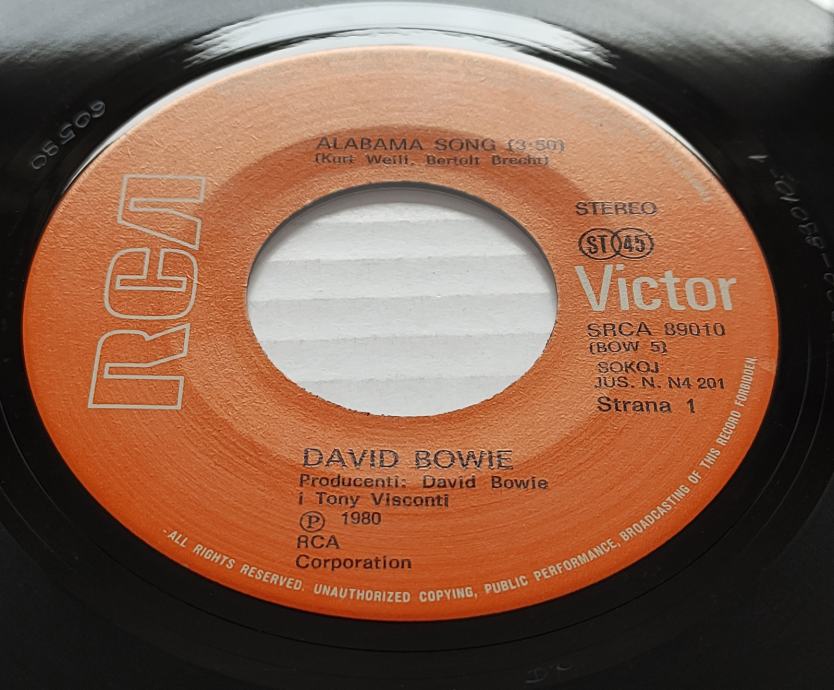 ALABAMA SONG (3:50)
(Kurt Weill, Bertolt Brecht)
RCA
STEREO
ST 45
Victor
SRCA 89010
(BOW 5)
SOKOJ
JUS. N. N4 201
Strana 1
DAVID BOWIE
Producenti: David Bowie
i Tony Visconti
Ⓟ 1980
RCA
Corporation
·ALL RIGHTS RESERVED. UNAUTHORIZED COPYING, PUBLIC PERFORMANCE, BROADCASTING OF THIS RECORD FORBIDDEN.